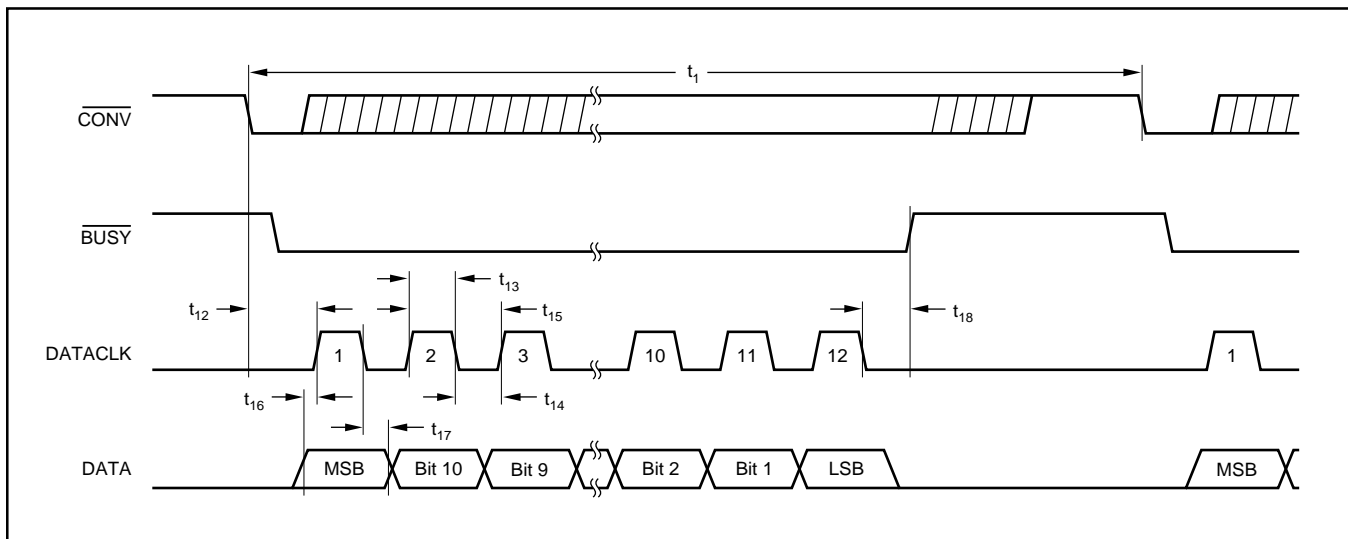 t1
CONV
BUSY
t13
t12
t15
t18
DATACLK
1 2 3 10 11 12 1
t16
t14
t17
DATA
MSB Bit 10 Bit 9 Bit 2 Bit 1 LSB MSB